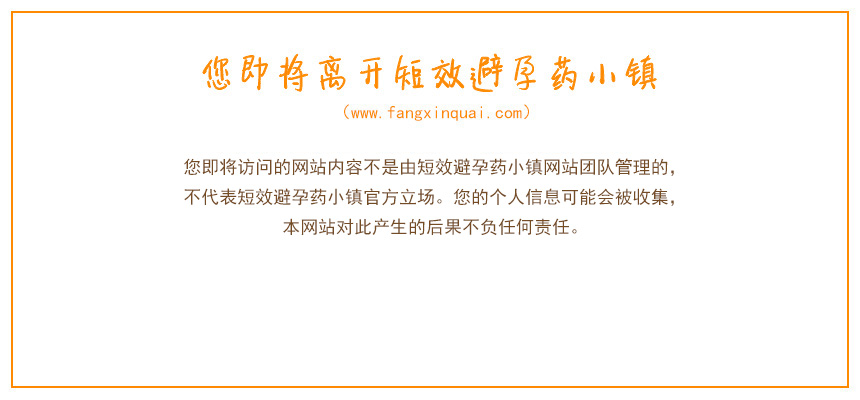 您即将离开短效避孕药小镇
（www.fangxinquai.com）
您即将访问的网站内容不是由短效避孕药小镇网站团队管理的，
不代表短效避孕药小镇官方立场。您的个人信息可能会被收集，
本网站对此产生的后果不负任何责任。